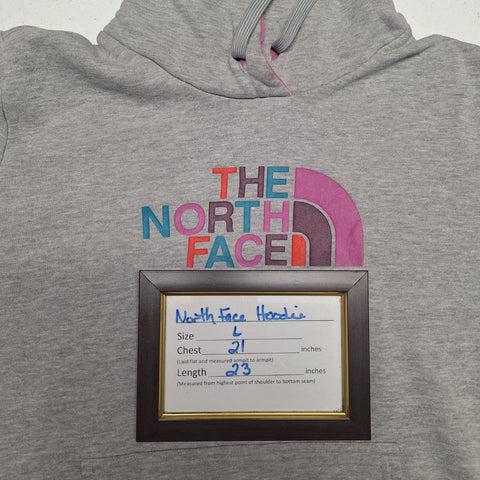 THE
NORTH
FACE
North Face Hoodie
Size L
Chest 21 inches
(Laid flat and measured armpit to armpit)
Length 23 inches
(Measured from highest point of shoulder to bottom seam)